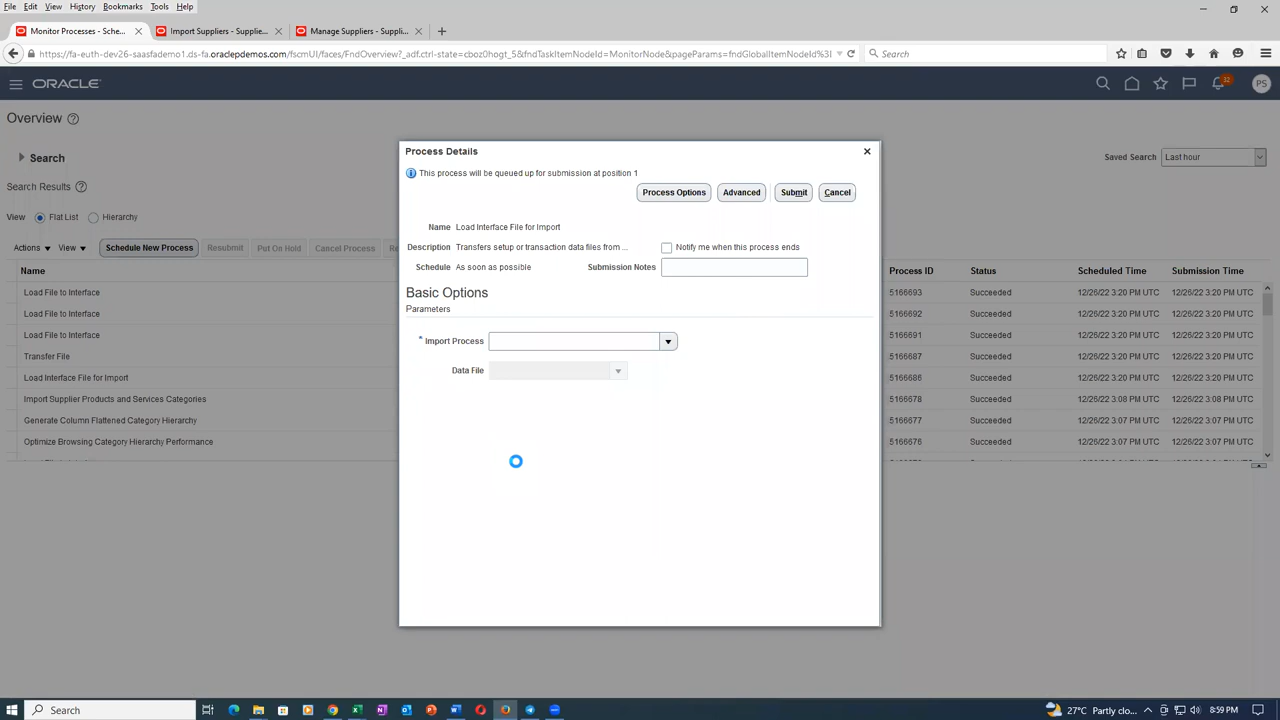 File Edit View History Bookmarks Tools Help
Monitor Processes - Sche...
Import Suppliers - Supplie...
Manage Suppliers - Suppli...
https://fa-euth-dev26-saasfademo1.ds-fa.oraclepdemos.com/fscmUI/faces/FndOverview?_adf.ctrl-state=cboz0hogt_5&fndTaskItemNodeId=MonitorNode&pageParams=fndGlobalItemNodeId%3I
Search
ORACLE
32
PS
Overview
Search
Saved Search Last hour
Search Results
View Flat List Hierarchy
Actions View Schedule New Process Resubmit Put On Hold Cancel Process
Name Process ID Status Scheduled Time Submission Time
Load File to Interface 5166693 Succeeded 12/26/22 3:20 PM UTC 12/26/22 3:20 PM UTC
Load File to Interface 5166692 Succeeded 12/26/22 3:20 PM UTC 12/26/22 3:20 PM UTC
Load File to Interface 5166691 Succeeded 12/26/22 3:20 PM UTC 12/26/22 3:20 PM UTC
Transfer File 5166687 Succeeded 12/26/22 3:20 PM UTC 12/26/22 3:20 PM UTC
Load Interface File for Import 5166686 Succeeded 12/26/22 3:20 PM UTC 12/26/22 3:20 PM UTC
Import Supplier Products and Services Categories 5166678 Succeeded 12/26/22 3:08 PM UTC 12/26/22 3:08 PM UTC
Generate Column Flattened Category Hierarchy 5166677 Succeeded 12/26/22 3:07 PM UTC 12/26/22 3:07 PM UTC
Optimize Browsing Category Hierarchy Performance 5166676 Succeeded 12/26/22 3:07 PM UTC 12/26/22 3:07 PM UTC
Process Details
This process will be queued up for submission at position 1
Process Options Advanced Submit Cancel
Name Load Interface File for Import
Description Transfers setup or transaction data files from ... Notify me when this process ends
Schedule As soon as possible Submission Notes
Basic Options
Parameters
* Import Process
Data File
Search
27°C Partly clo...
8:59 PM